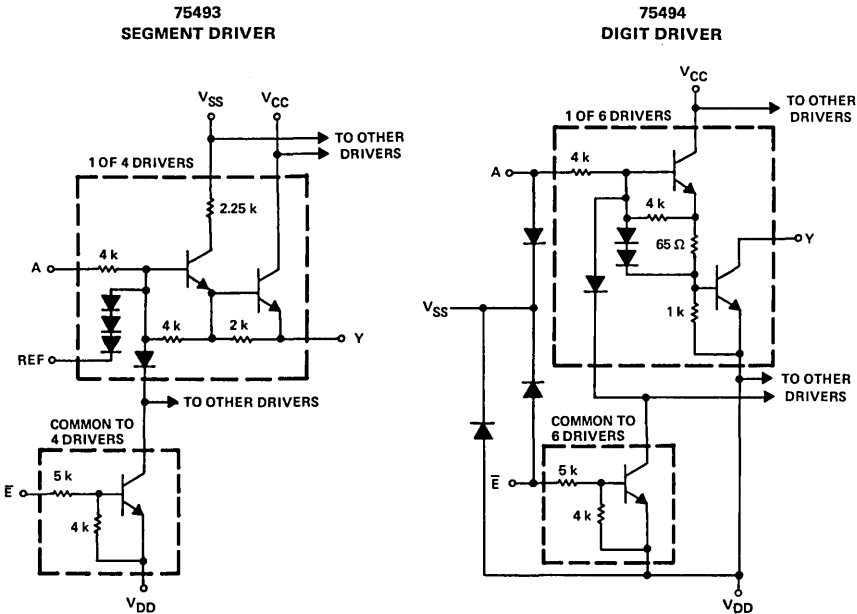 75493
SEGMENT DRIVER
VSS
VCC
TO OTHER
DRIVERS
1 OF 4 DRIVERS
2.25 k
4 k
A
4 k
2 k
Y
REF
TO OTHER DRIVERS
COMMON TO
4 DRIVERS
5 k
E̅
4 k
VDD
75494
DIGIT DRIVER
VCC
TO OTHER
DRIVERS
1 OF 6 DRIVERS
4 k
A
4 k
65 Ω
Y
VSS
1 k
TO OTHER
DRIVERS
COMMON TO
6 DRIVERS
5 k
E̅
4 k
VDD